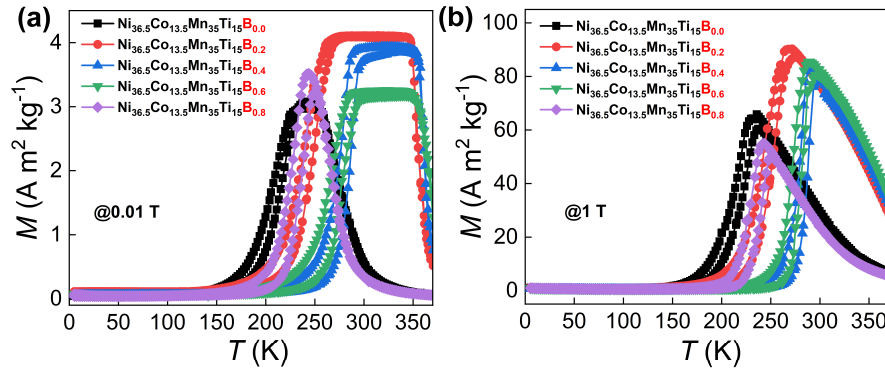 (a)
Ni36.5Co13.5Mn35Ti15B0.0
Ni36.5Co13.5Mn35Ti15B0.2
Ni36.5Co13.5Mn35Ti15B0.4
Ni36.5Co13.5Mn35Ti15B0.6
Ni36.5Co13.5Mn35Ti15B0.8
@0.01 T
M (A m² kg⁻¹)
4
3
2
1
0
0 50 100 150 200 250 300 350
T (K)
(b)
Ni36.5Co13.5Mn35Ti15B0.0
Ni36.5Co13.5Mn35Ti15B0.2
Ni36.5Co13.5Mn35Ti15B0.4
Ni36.5Co13.5Mn35Ti15B0.6
Ni36.5Co13.5Mn35Ti15B0.8
@1 T
M (A m² kg⁻¹)
100
80
60
40
20
0
0 50 100 150 200 250 300 350
T (K)